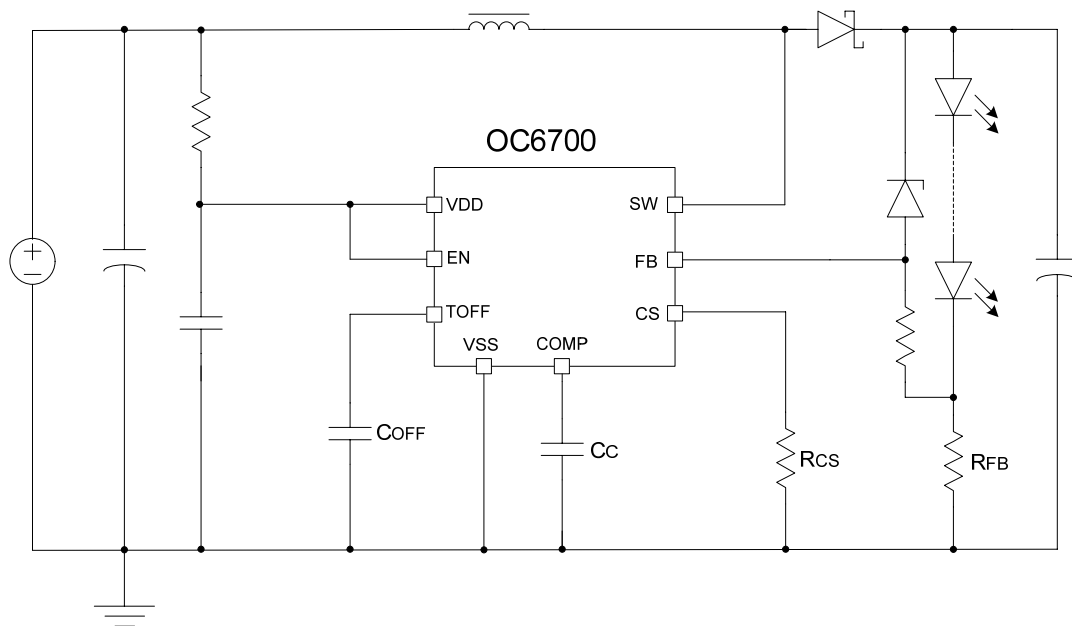 OC6700
VDD
SW
EN
FB
TOFF
CS
VSS
COMP
COFF
CC
RCS
RFB